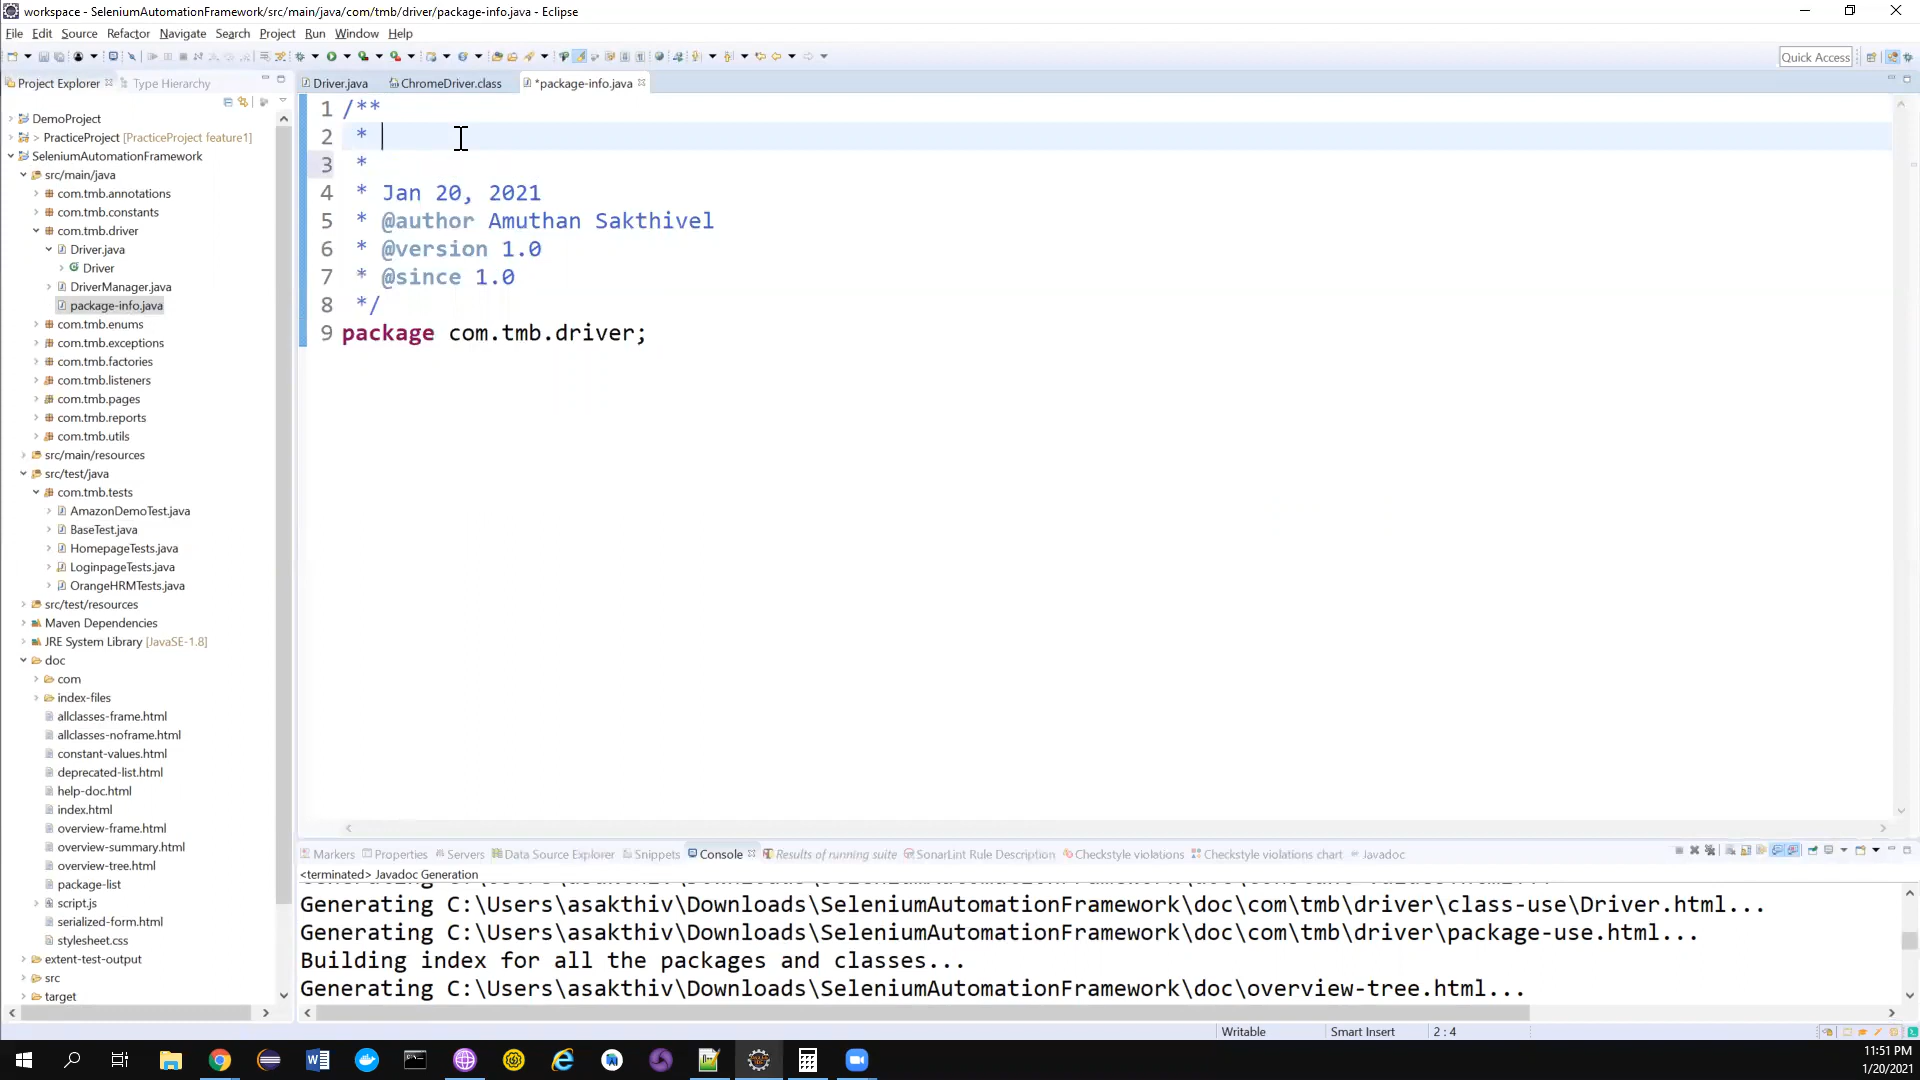 workspace - SeleniumAutomationFramework/src/main/java/com/tmb/driver/package-info.java - Eclipse
File Edit Source Refactor Navigate Search Project Run Window Help
Quick Access
Project Explorer Type Hierarchy
Driver.java ChromeDriver.class *package-info.java
DemoProject
> PracticeProject [PracticeProject feature1]
SeleniumAutomationFramework
src/main/java
com.tmb.annotations
com.tmb.constants
com.tmb.driver
Driver.java
Driver
DriverManager.java
package-info.java
com.tmb.enums
com.tmb.exceptions
com.tmb.factories
com.tmb.listeners
com.tmb.pages
com.tmb.reports
com.tmb.utils
src/main/resources
src/test/java
com.tmb.tests
AmazonDemoTest.java
BaseTest.java
HomepageTests.java
LoginpageTests.java
OrangeHRMTests.java
src/test/resources
Maven Dependencies
JRE System Library [JavaSE-1.8]
doc
com
index-files
allclasses-frame.html
allclasses-noframe.html
constant-values.html
deprecated-list.html
help-doc.html
index.html
overview-frame.html
overview-summary.html
overview-tree.html
package-list
script.js
serialized-form.html
stylesheet.css
extent-test-output
src
target
1 /**
2 *
3 *
4 * Jan 20, 2021
5 * @author Amuthan Sakthivel
6 * @version 1.0
7 * @since 1.0
8 */
9 package com.tmb.driver;
Markers Properties Servers Data Source Explorer Snippets Console Results of running suite SonarLint Rule Description Checkstyle violations Checkstyle violations chart Javadoc
<terminated> Javadoc Generation
Generating C:\Users\asakthiv\Downloads\SeleniumAutomationFramework\doc\constant-values.html...
Generating C:\Users\asakthiv\Downloads\SeleniumAutomationFramework\doc\com\tmb\driver\class-use\Driver.html...
Generating C:\Users\asakthiv\Downloads\SeleniumAutomationFramework\doc\com\tmb\driver\package-use.html...
Building index for all the packages and classes...
Generating C:\Users\asakthiv\Downloads\SeleniumAutomationFramework\doc\overview-tree.html...
Writable Smart Insert 2 : 4
11:51 PM
1/20/2021